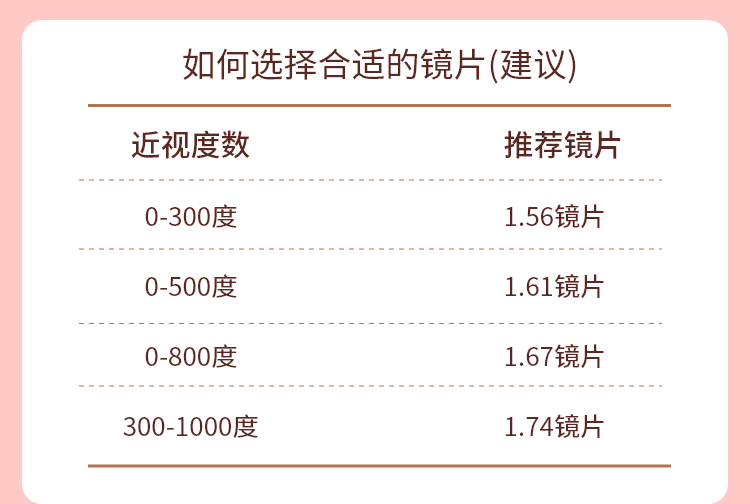 如何选择合适的镜片(建议)
近视度数 推荐镜片
0-300度 1.56镜片
0-500度 1.61镜片
0-800度 1.67镜片
300-1000度 1.74镜片